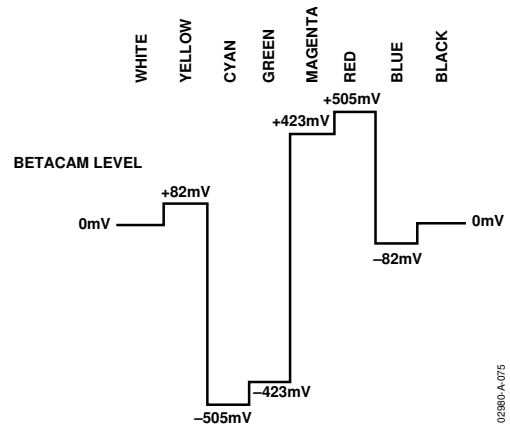 WHITE
YELLOW
CYAN
GREEN
MAGENTA
RED
BLUE
BLACK
+505mV
+423mV
BETACAM LEVEL
+82mV
0mV
0mV
–82mV
–423mV
–505mV
02980-A-075